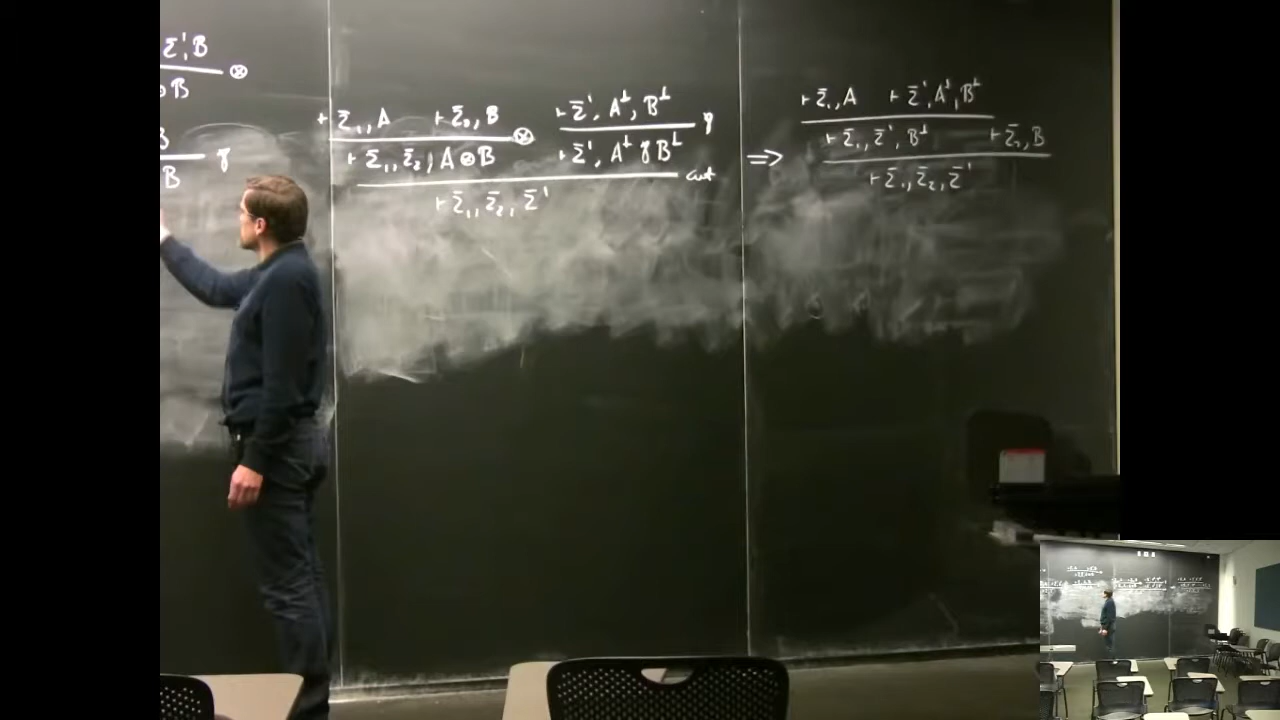 Σ', B
⊗
⊗ B
B
⅋
B
⊢ Σ₁, A ⊢ Σ₂, B
⊗
⊢ Σ₁, Σ₂, A ⊗ B
⊢ Σ', A^⊥, B^⊥
⅋
⊢ Σ', A^⊥ ⅋ B^⊥
cut
⊢ Σ₁, Σ₂, Σ'
⇒
⊢ Σ₁, A ⊢ Σ', A^⊥, B^⊥
⊢ Σ₁, Σ', B^⊥ ⊢ Σ₂, B
⊢ Σ₁, Σ₂, Σ'